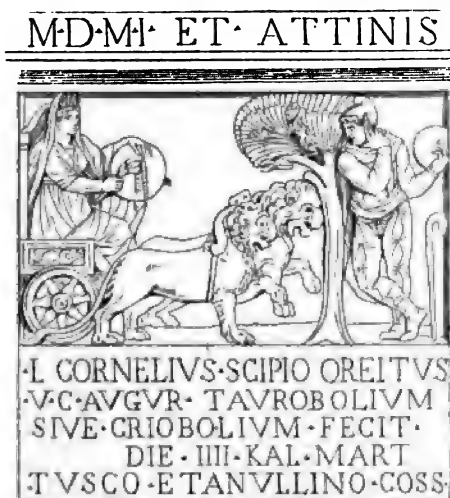 M·D·M·I· ET· ATTINIS
·L CORNELIVS·SCIPIO OREITVS
·V·C·AVGVR· TAVROBOLIVM
SIVE·CRIOBOLIVM·FECIT·
DIE·IIII·KAL·MART
·TVSCO·ETANVLLINO·COSS·